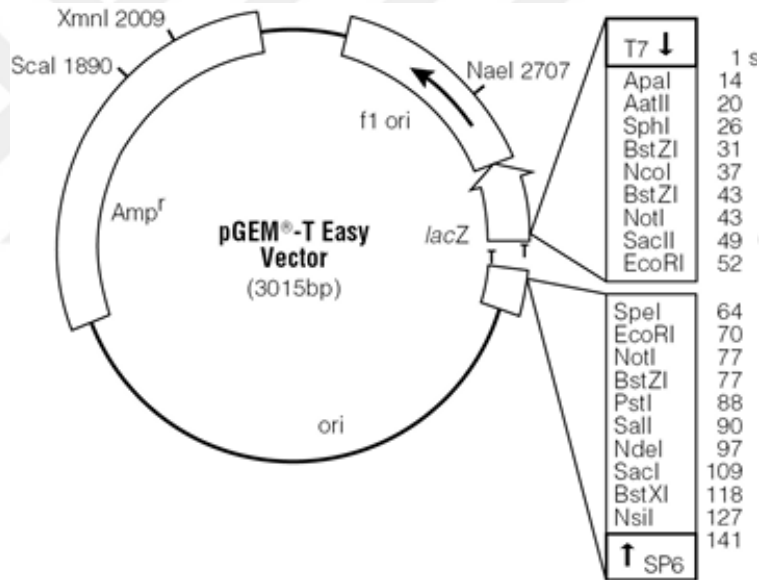 XmnI 2009
ScaI 1890
NaeI 2707
f1 ori
Ampʳ
pGEM®-T Easy
Vector
(3015bp)
lacZ
T
T
ori
T7 ↓
1 s
ApaI 14
AatII 20
SphI 26
BstZI 31
NcoI 37
BstZI 43
NotI 43
SacII 49
EcoRI 52
SpeI 64
EcoRI 70
NotI 77
BstZI 77
PstI 88
SalI 90
NdeI 97
SacI 109
BstXI 118
NsiI 127
141
↑ SP6